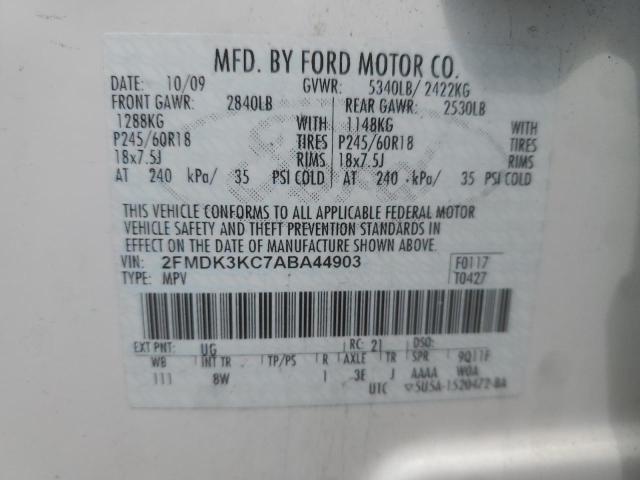 MFD. BY FORD MOTOR CO.
DATE: 10/09 GVWR: 5340LB/ 2422KG
FRONT GAWR: 2840LB REAR GAWR: 2530LB
1288KG WITH 1148KG WITH
P245/60R18 TIRES P245/60R18 TIRES
18x7.5J RIMS 18x7.5J RIMS
AT 240 kPa/ 35 PSI COLD AT 240 kPa/ 35 PSI COLD
THIS VEHICLE CONFORMS TO ALL APPLICABLE FEDERAL MOTOR
VEHICLE SAFETY AND THEFT PREVENTION STANDARDS IN
EFFECT ON THE DATE OF MANUFACTURE SHOWN ABOVE.
VIN: 2FMDK3KC7ABA44903 F0117
TYPE: MPV T0427
EXT PNT: UG RC: 21 DSO:
WB INT TR TP/PS R AXLE TR SPR 9Q11F
111 8W 1 3E J AAAA W0A
UTC 5U5A-1520472-BA